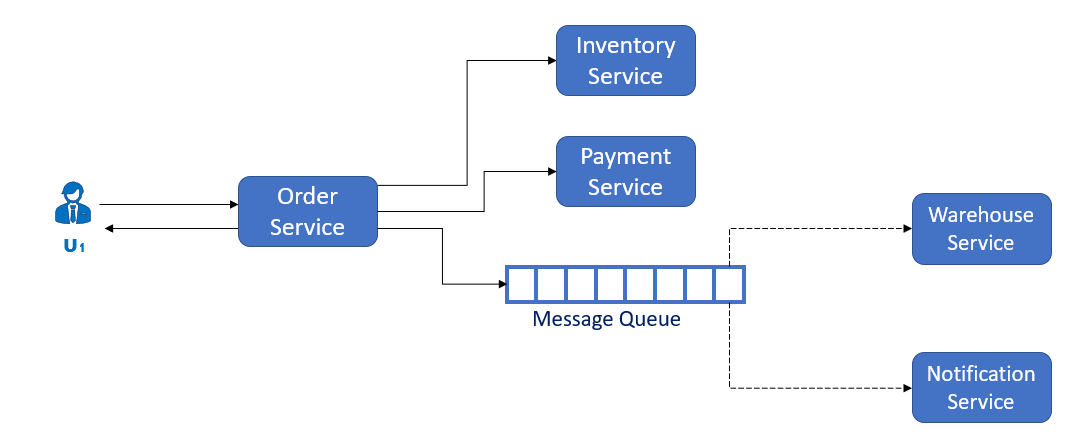 Inventory
Service
Payment
Service
Order
Service
U1
Warehouse
Service
Message Queue
Notification
Service